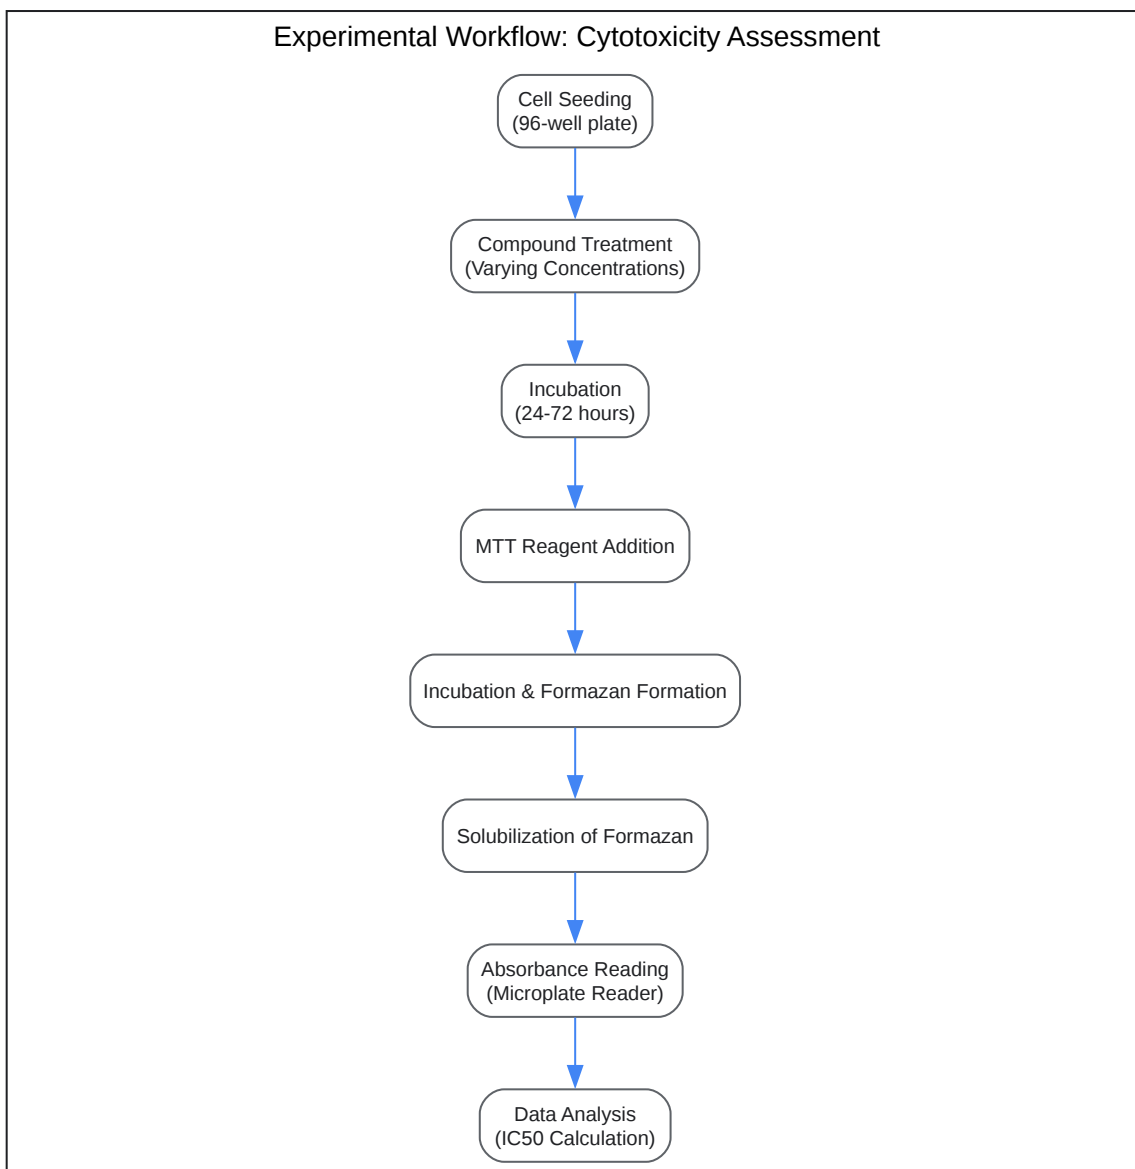 Experimental Workflow: Cytotoxicity Assessment
Cell Seeding
(96-well plate)
Compound Treatment
(Varying Concentrations)
Incubation
(24-72 hours)
MTT Reagent Addition
Incubation & Formazan Formation
Solubilization of Formazan
Absorbance Reading
(Microplate Reader)
Data Analysis
(IC50 Calculation)